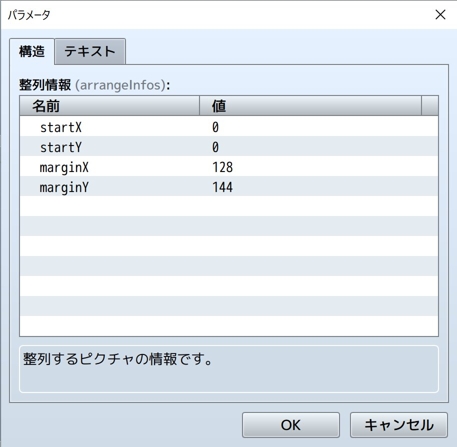 パラメータ
構造 テキスト
整列情報 (arrangeInfos):
名前 値
startX 0
startY 0
marginX 128
marginY 144
整列するピクチャの情報です。
OK キャンセル